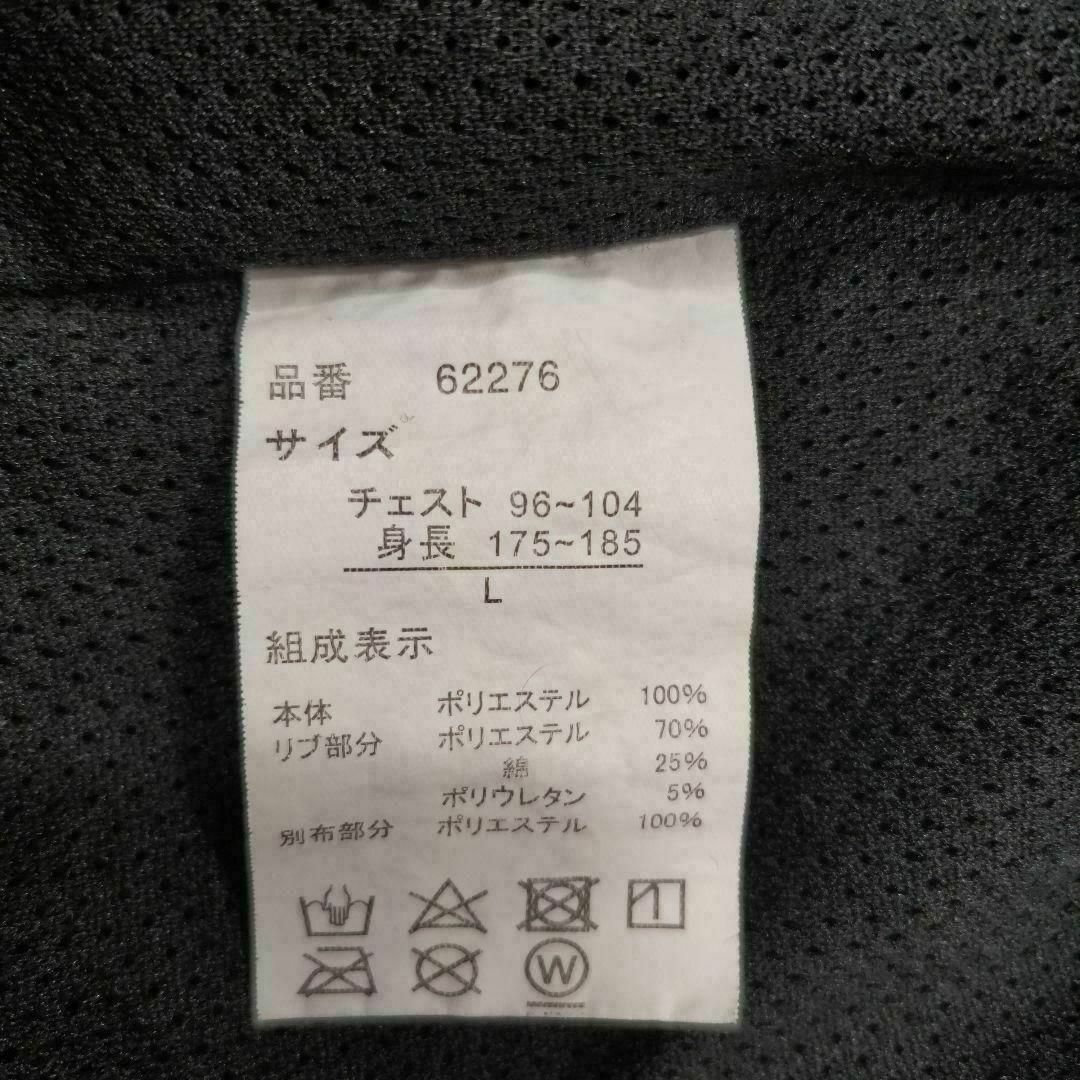 品番 62276
サイズ
チェスト 96~104
身長 175~185
L
組成表示
本体 ポリエステル 100%
リブ部分 ポリエステル 70%
綿 25%
ポリウレタン 5%
別布部分 ポリエステル 100%
W